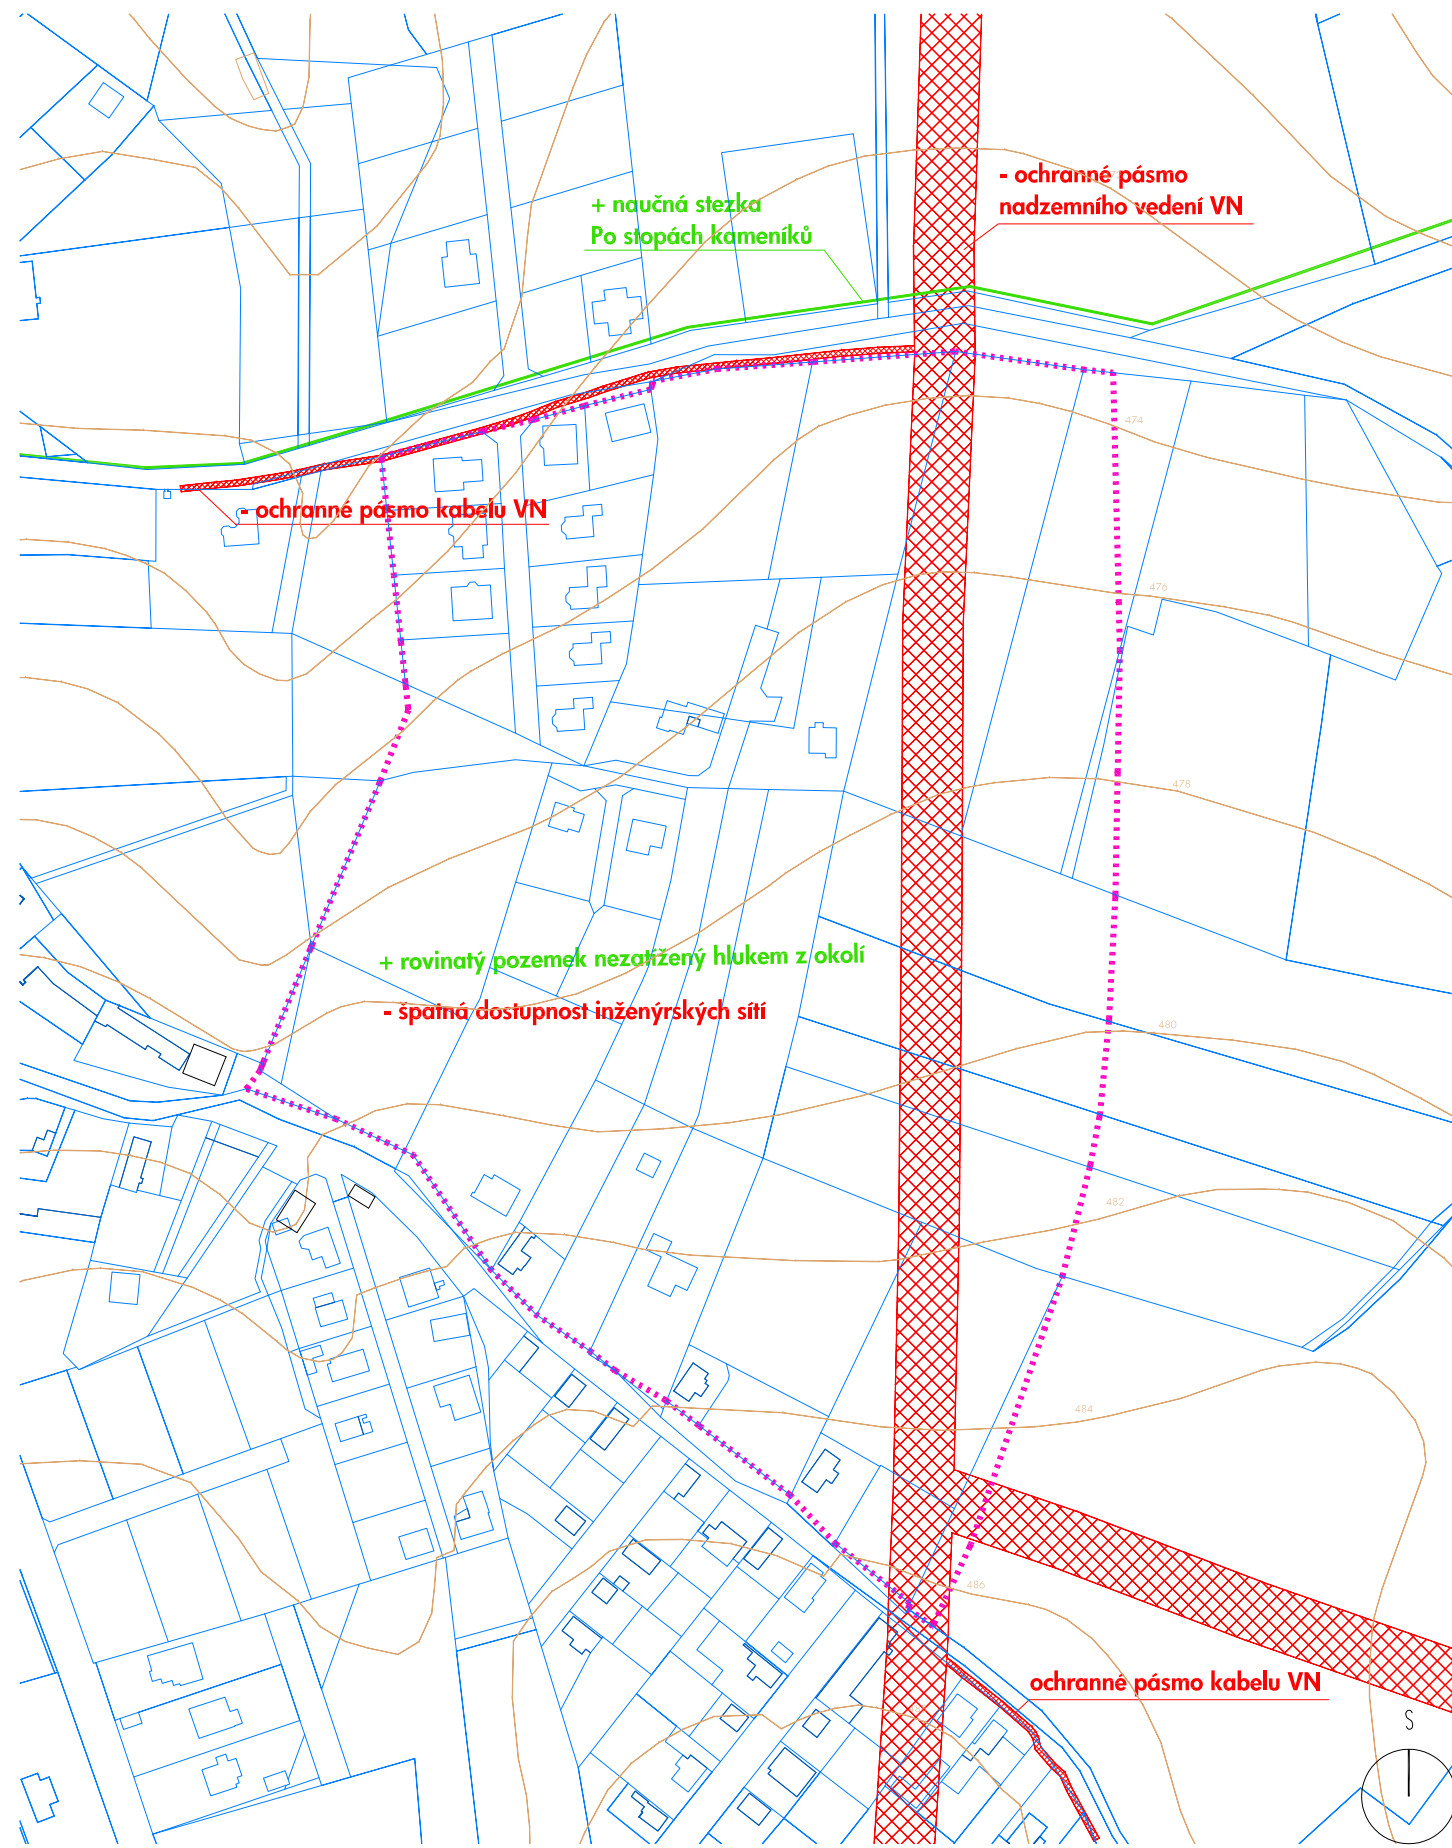 - ochranné pásmo
nadzemního vedení VN
+ naučná stezka
Po stopách kameníků
474
- ochranné pásmo kabelu VN
476
478
+ rovinatý pozemek nezatížený hlukem z okolí
- špatná dostupnost inženýrských sítí
480
482
484
486
ochranné pásmo kabelu VN
S